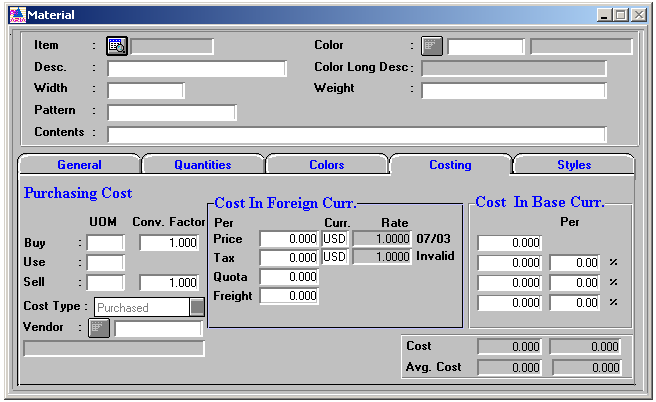 ARIA Material
Item : Color :
Desc. : Color Long Desc :
Width : Weight :
Pattern :
Contents :
General Quantities Colors Costing Styles
Purchasing Cost
UOM Conv. Factor
Buy : 1.000
Use :
Sell : 1.000
Cost Type : Purchased
Vendor :
Cost In Foreign Curr.
Per Curr. Rate
Price 0.000 USD 1.0000 07/03
Tax 0.000 USD 1.0000 Invalid
Quota 0.000
Freight 0.000
Cost In Base Curr.
Per
0.000
0.000 0.00 %
0.000 0.00 %
0.000 0.00 %
Cost 0.000 0.000
Avg. Cost 0.000 0.000